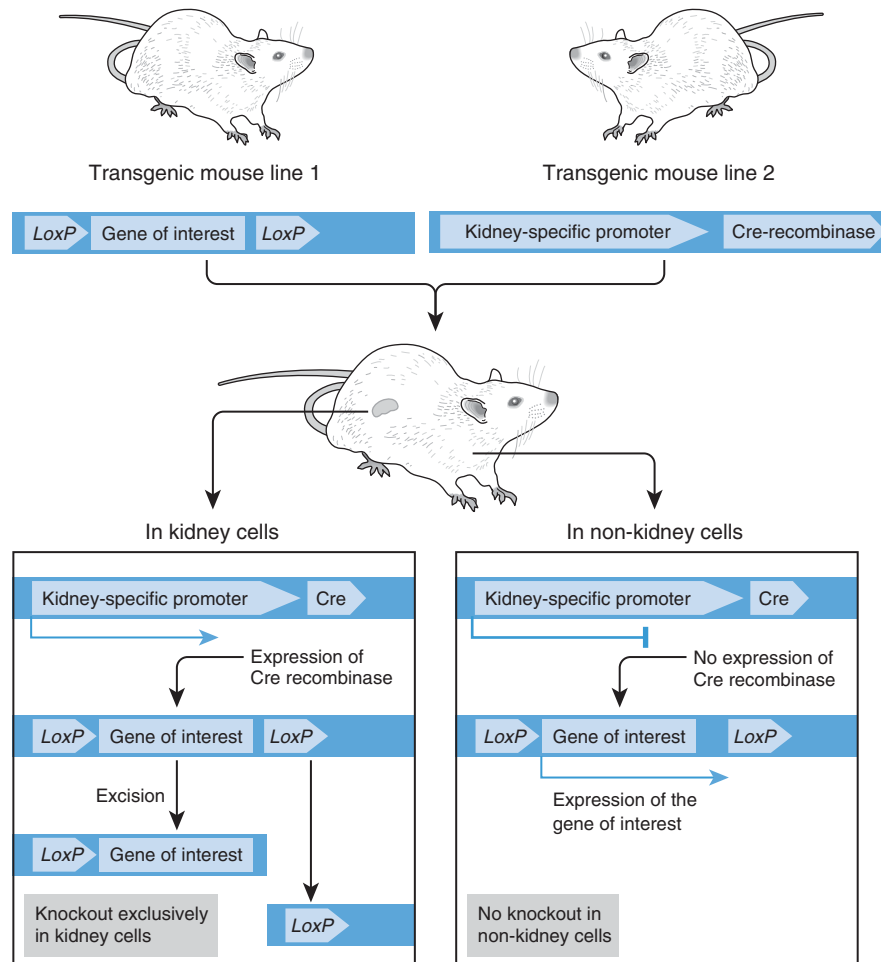 Transgenic mouse line 1
Transgenic mouse line 2
LoxP Gene of interest LoxP
Kidney-specific promoter Cre-recombinase
In kidney cells
Kidney-specific promoter Cre
Expression of
Cre recombinase
LoxP Gene of interest LoxP
Excision
LoxP Gene of interest
LoxP
Knockout exclusively
in kidney cells
In non-kidney cells
Kidney-specific promoter Cre
No expression of
Cre recombinase
LoxP Gene of interest LoxP
Expression of the
gene of interest
No knockout in
non-kidney cells